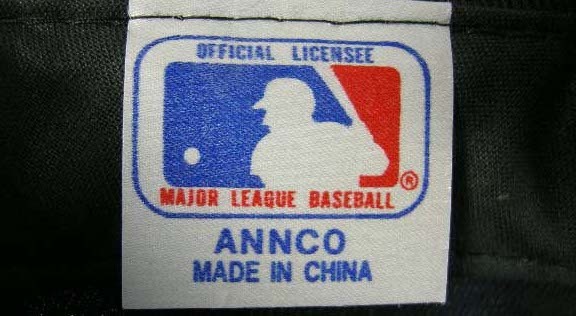 OFFICIAL LICENSEE
®
MAJOR LEAGUE BASEBALL
ANNCO
MADE IN CHINA